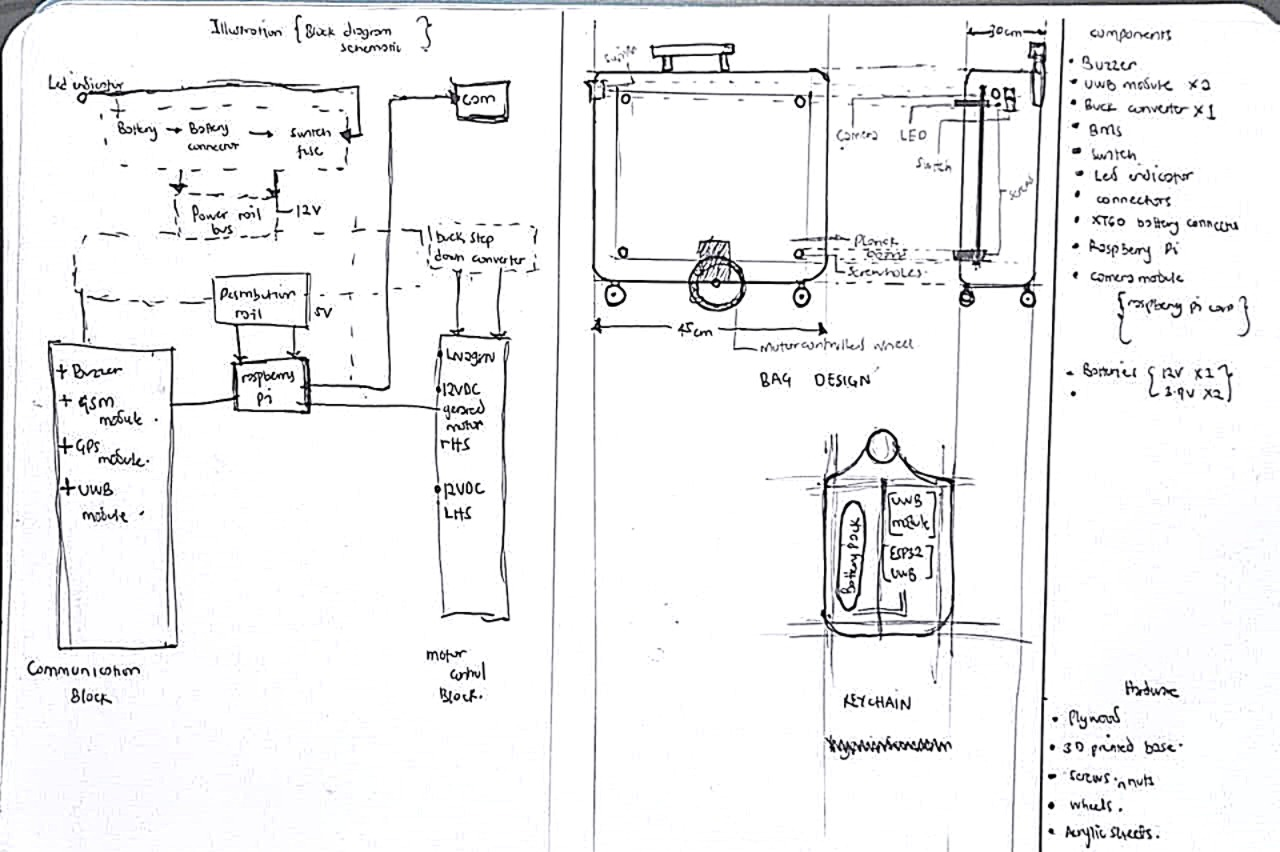 Illustration { Block diagram
schematic }
Led indicator
Battery → Battery
connector → switch
fuse
com
Power rail
bus
12V
buck step
down converter
Distribution
rail
5V
raspberry
Pi
+ Buzzer
+ GSM
module.
+ GPS
module.
+ UWB
module.
Communication
Block
12VDC
geared
motor
RHS
12VDC
LHS
motor
control
Block.
camera
LED
switch
screw
30cm
Planck
screwholes.
45cm
motor controlled wheel
BAG DESIGN
Battery Pack
UWB
module
ESP32
UWB
KEYCHAIN
components
• Buzzer
• UWB module x2
• Buck converter x1
• BMS
• switch
• Led indicator
• connectors
• XT60 battery connectors
• Raspberry Pi
• camera module
{ raspberry pi cam }
• Batteries { 12V x1
3.9V x2 }
Hardware
• Plywood
• 3D printed base.
• screws, nuts
• wheels.
• Acrylic sheets.